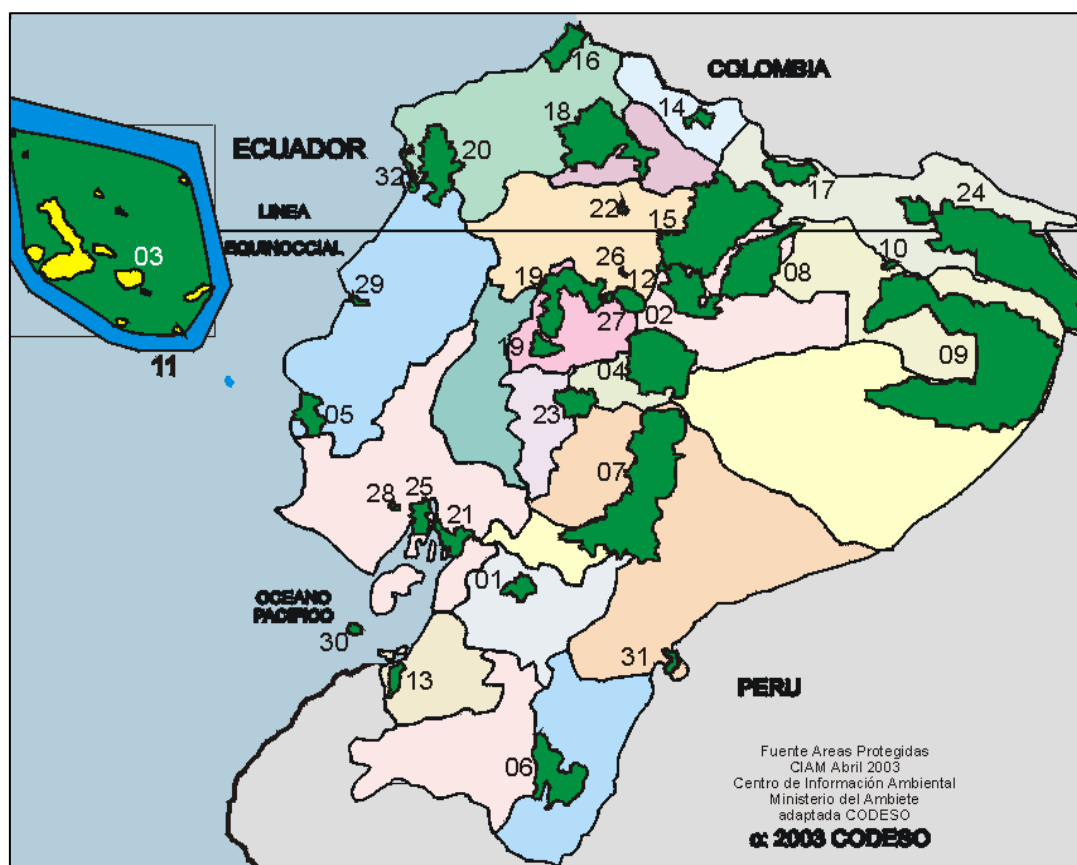 16
COLOMBIA
14
18
ECUADOR
20
32
17
24
LINEA
22
15
EQUINOCCIAL
03
26
10
19
12
08
29
27
02
11
19
04
09
05
23
07
28
25
21
01
OCEANO
PACIFICO
30
31
13
PERU
06
Fuente Areas Protegidas
CIAM Abril 2003
Centro de Información Ambiental
Ministerio del Ambiete
adaptada CODESO
α: 2003 CODESO